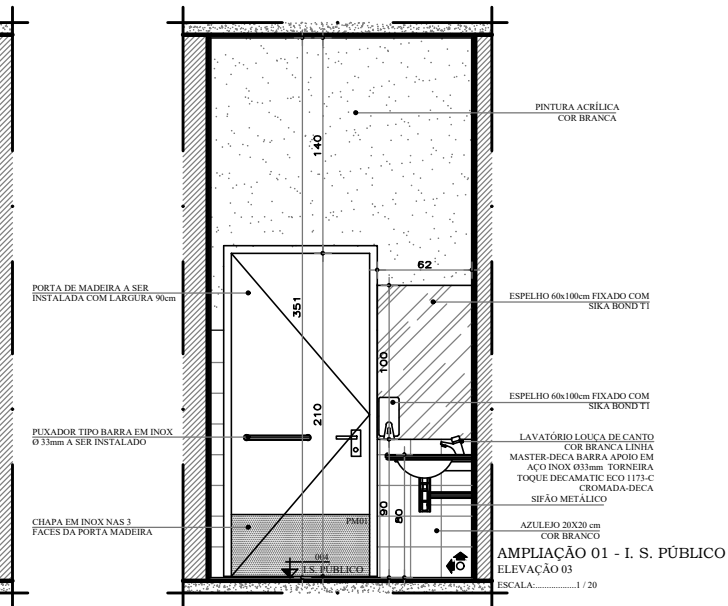 PINTURA ACRÍLICA
COR BRANCA
140
62
PORTA DE MADEIRA A SER
INSTALADA COM LARGURA 90cm
351
ESPELHO 60x100cm FIXADO COM
SIKA BOND T1
100
ESPELHO 60x100cm FIXADO COM
SIKA BOND T1
210
PUXADOR TIPO BARRA EM INOX
Ø 33mm A SER INSTALADO
LAVATÓRIO LOUÇA DE CANTO
COR BRANCA LINHA
MASTER-DECA BARRA APOIO EM
AÇO INOX Ø33mm  TORNEIRA
TOQUE DECAMATIC ECO 1173-C
CROMADA-DECA
SIFÃO METÁLICO
90
80
CHAPA EM INOX NAS 3
FACES DA PORTA MADEIRA
PM01
AZULEJO 20X20 cm
COR BRANCO
004
I.S. PÚBLICO
AMPLIAÇÃO 01 - I. S. PÚBLICO
ELEVAÇÃO 03
ESCALA:..................1 / 20